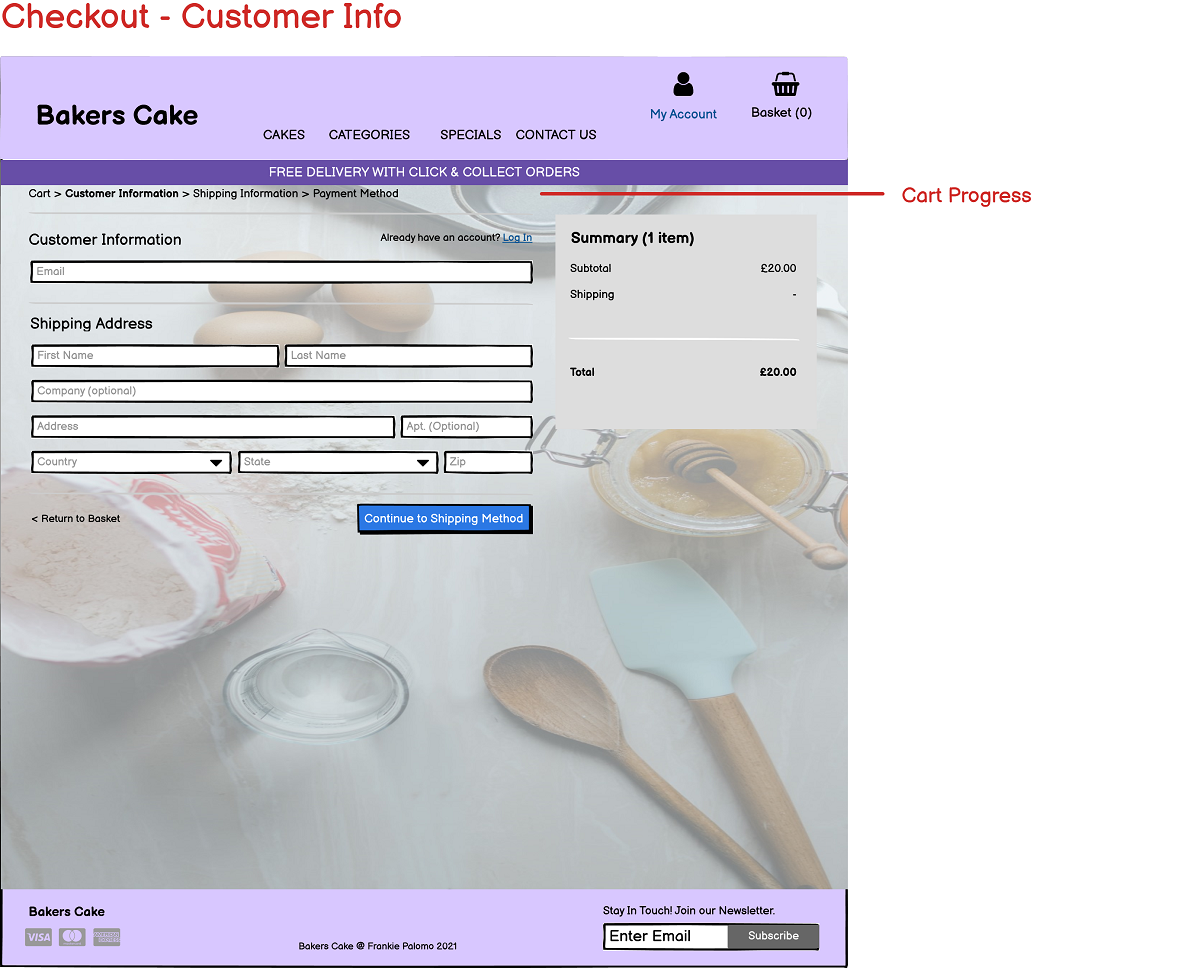 Checkout - Customer Info
My Account
Basket (0)
Bakers Cake
CAKES CATEGORIES SPECIALS CONTACT US
FREE DELIVERY WITH CLICK & COLLECT ORDERS
Cart > Customer Information > Shipping Information > Payment Method
Cart Progress
Customer Information
Already have an account? Log In
Email
Shipping Address
First Name
Last Name
Company (optional)
Address
Apt. (Optional)
Country
State
Zip
< Return to Basket
Continue to Shipping Method
Summary (1 item)
Subtotal £20.00
Shipping -
Total £20.00
Bakers Cake
VISA
Bakers Cake @ Frankie Palomo 2021
Stay In Touch! Join our Newsletter.
Enter Email
Subscribe